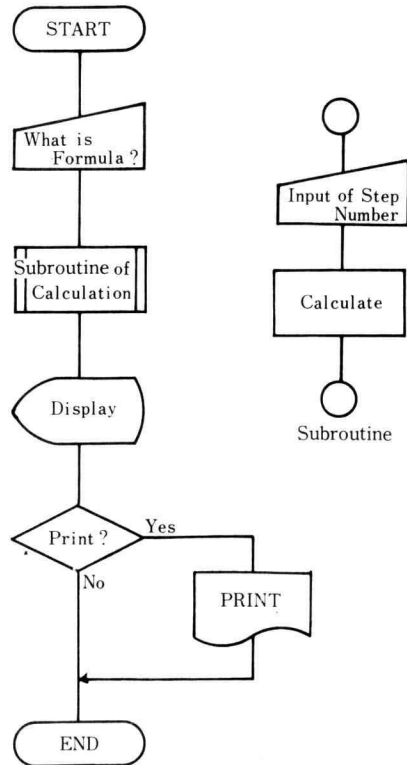 START
What is
Formula?
Subroutine of
Calculation
Display
Print?
Yes
No
PRINT
END
Input of Step
Number
Calculate
Subroutine